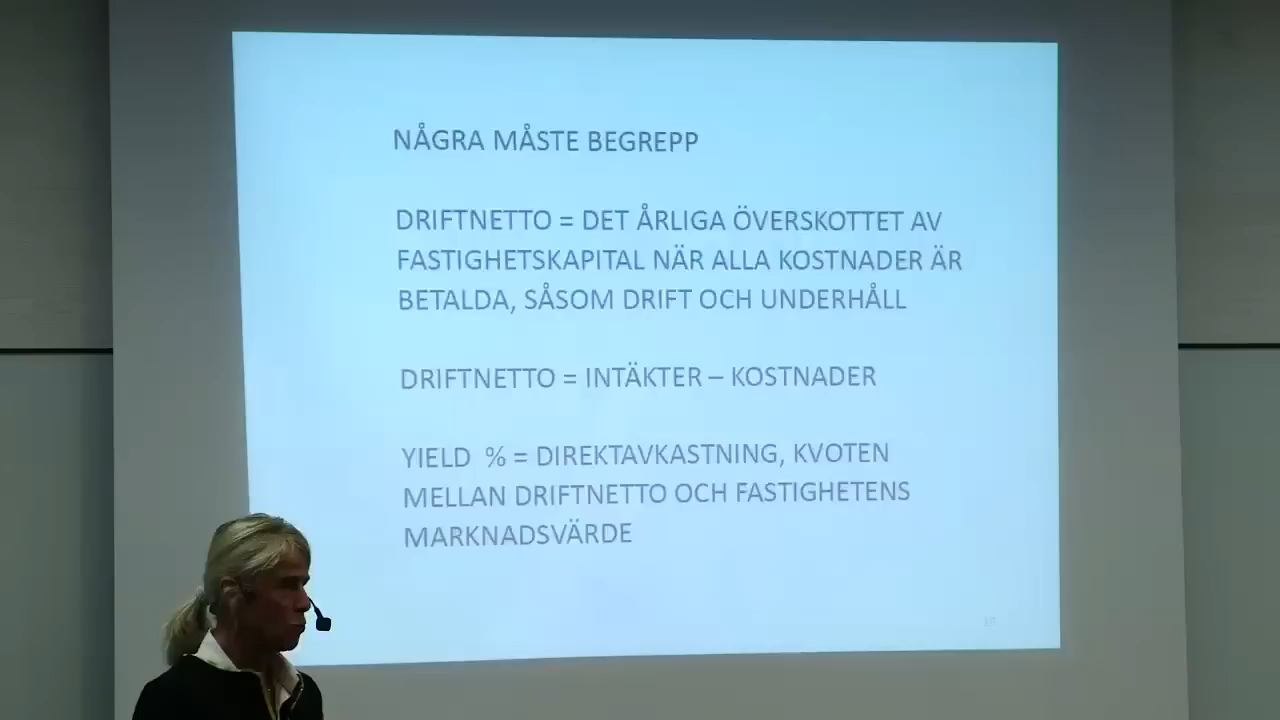 NÅGRA MÅSTE BEGREPP
DRIFTNETTO = DET ÅRLIGA ÖVERSKOTTET AV
FASTIGHETSKAPITAL NÄR ALLA KOSTNADER ÄR
BETALDA, SÅSOM DRIFT OCH UNDERHÅLL
DRIFTNETTO = INTÄKTER – KOSTNADER
YIELD % = DIREKTAVKASTNING, KVOTEN
MELLAN DRIFTNETTO OCH FASTIGHETENS
MARKNADSVÄRDE